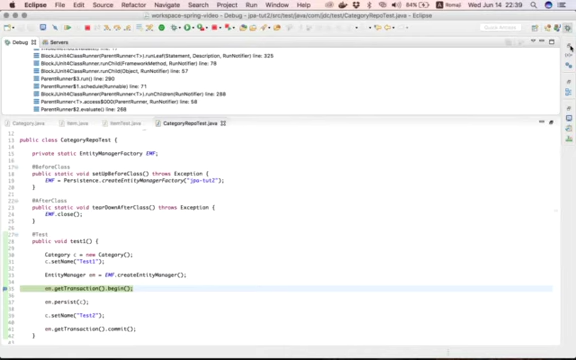 Eclipse File Edit Source Refactor Navigate Search Project Run Window Help
Romaji Wed Jun 14 22:39
workspace-spring-video - Debug - jpa-tut2/src/test/java/com/jtc/test/CategoryRepoTest.java - Eclipse
Debug Servers
BlockJUnit4ClassRunner(ParentRunner<T>).runLeaf(Statement, Description, RunNotifier) line: 325
BlockJUnit4ClassRunner.runChild(FrameworkMethod, RunNotifier) line: 78
BlockJUnit4ClassRunner.runChild(Object, RunNotifier) line: 57
ParentRunner$3.run() line: 290
ParentRunner$1.schedule(Runnable) line: 71
BlockJUnit4ClassRunner(ParentRunner<T>).runChildren(RunNotifier) line: 288
ParentRunner<T>.access$000(ParentRunner, RunNotifier) line: 58
ParentRunner$2.evaluate() line: 268
Category.java Item.java ItemTest.java CategoryRepoTest.java
12
13 public class CategoryRepoTest {
14
15 private static EntityManagerFactory EMF;
16
17 @BeforeClass
18 public static void setUpBeforeClass() throws Exception {
19 EMF = Persistence.createEntityManagerFactory("jpa-tut2");
20 }
21
22 @AfterClass
23 public static void tearDownAfterClass() throws Exception {
24 EMF.close();
25 }
26
27 @Test
28 public void test1() {
29
30 Category c = new Category();
31 c.setName("Test1");
32
33 EntityManager em = EMF.createEntityManager();
34
35 em.getTransaction().begin();
36
37 em.persist(c);
38
39 c.setName("Test2");
40
41 em.getTransaction().commit();
42 }
43